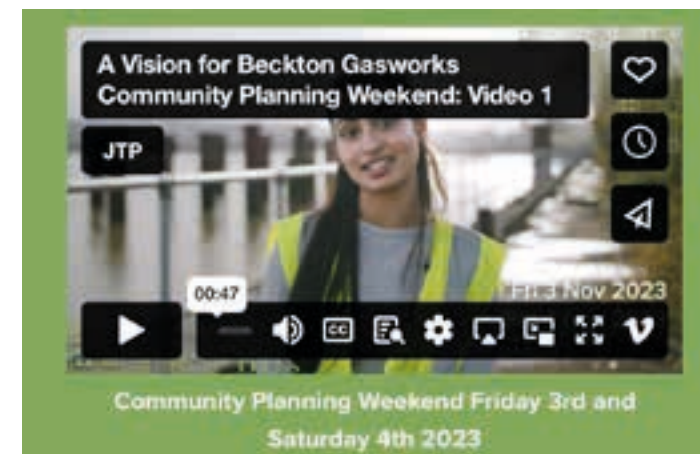 A Vision for Beckton Gasworks
Community Planning Weekend: Video 1
JTP
00:47
Fri 3 Nov 2023
CC
Community Planning Weekend Friday 3rd and
Saturday 4th 2023